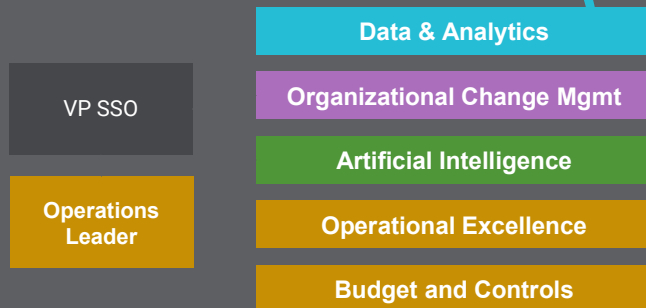 VP SSO
Operations
Leader
Data & Analytics
Organizational Change Mgmt
Artificial Intelligence
Operational Excellence
Budget and Controls